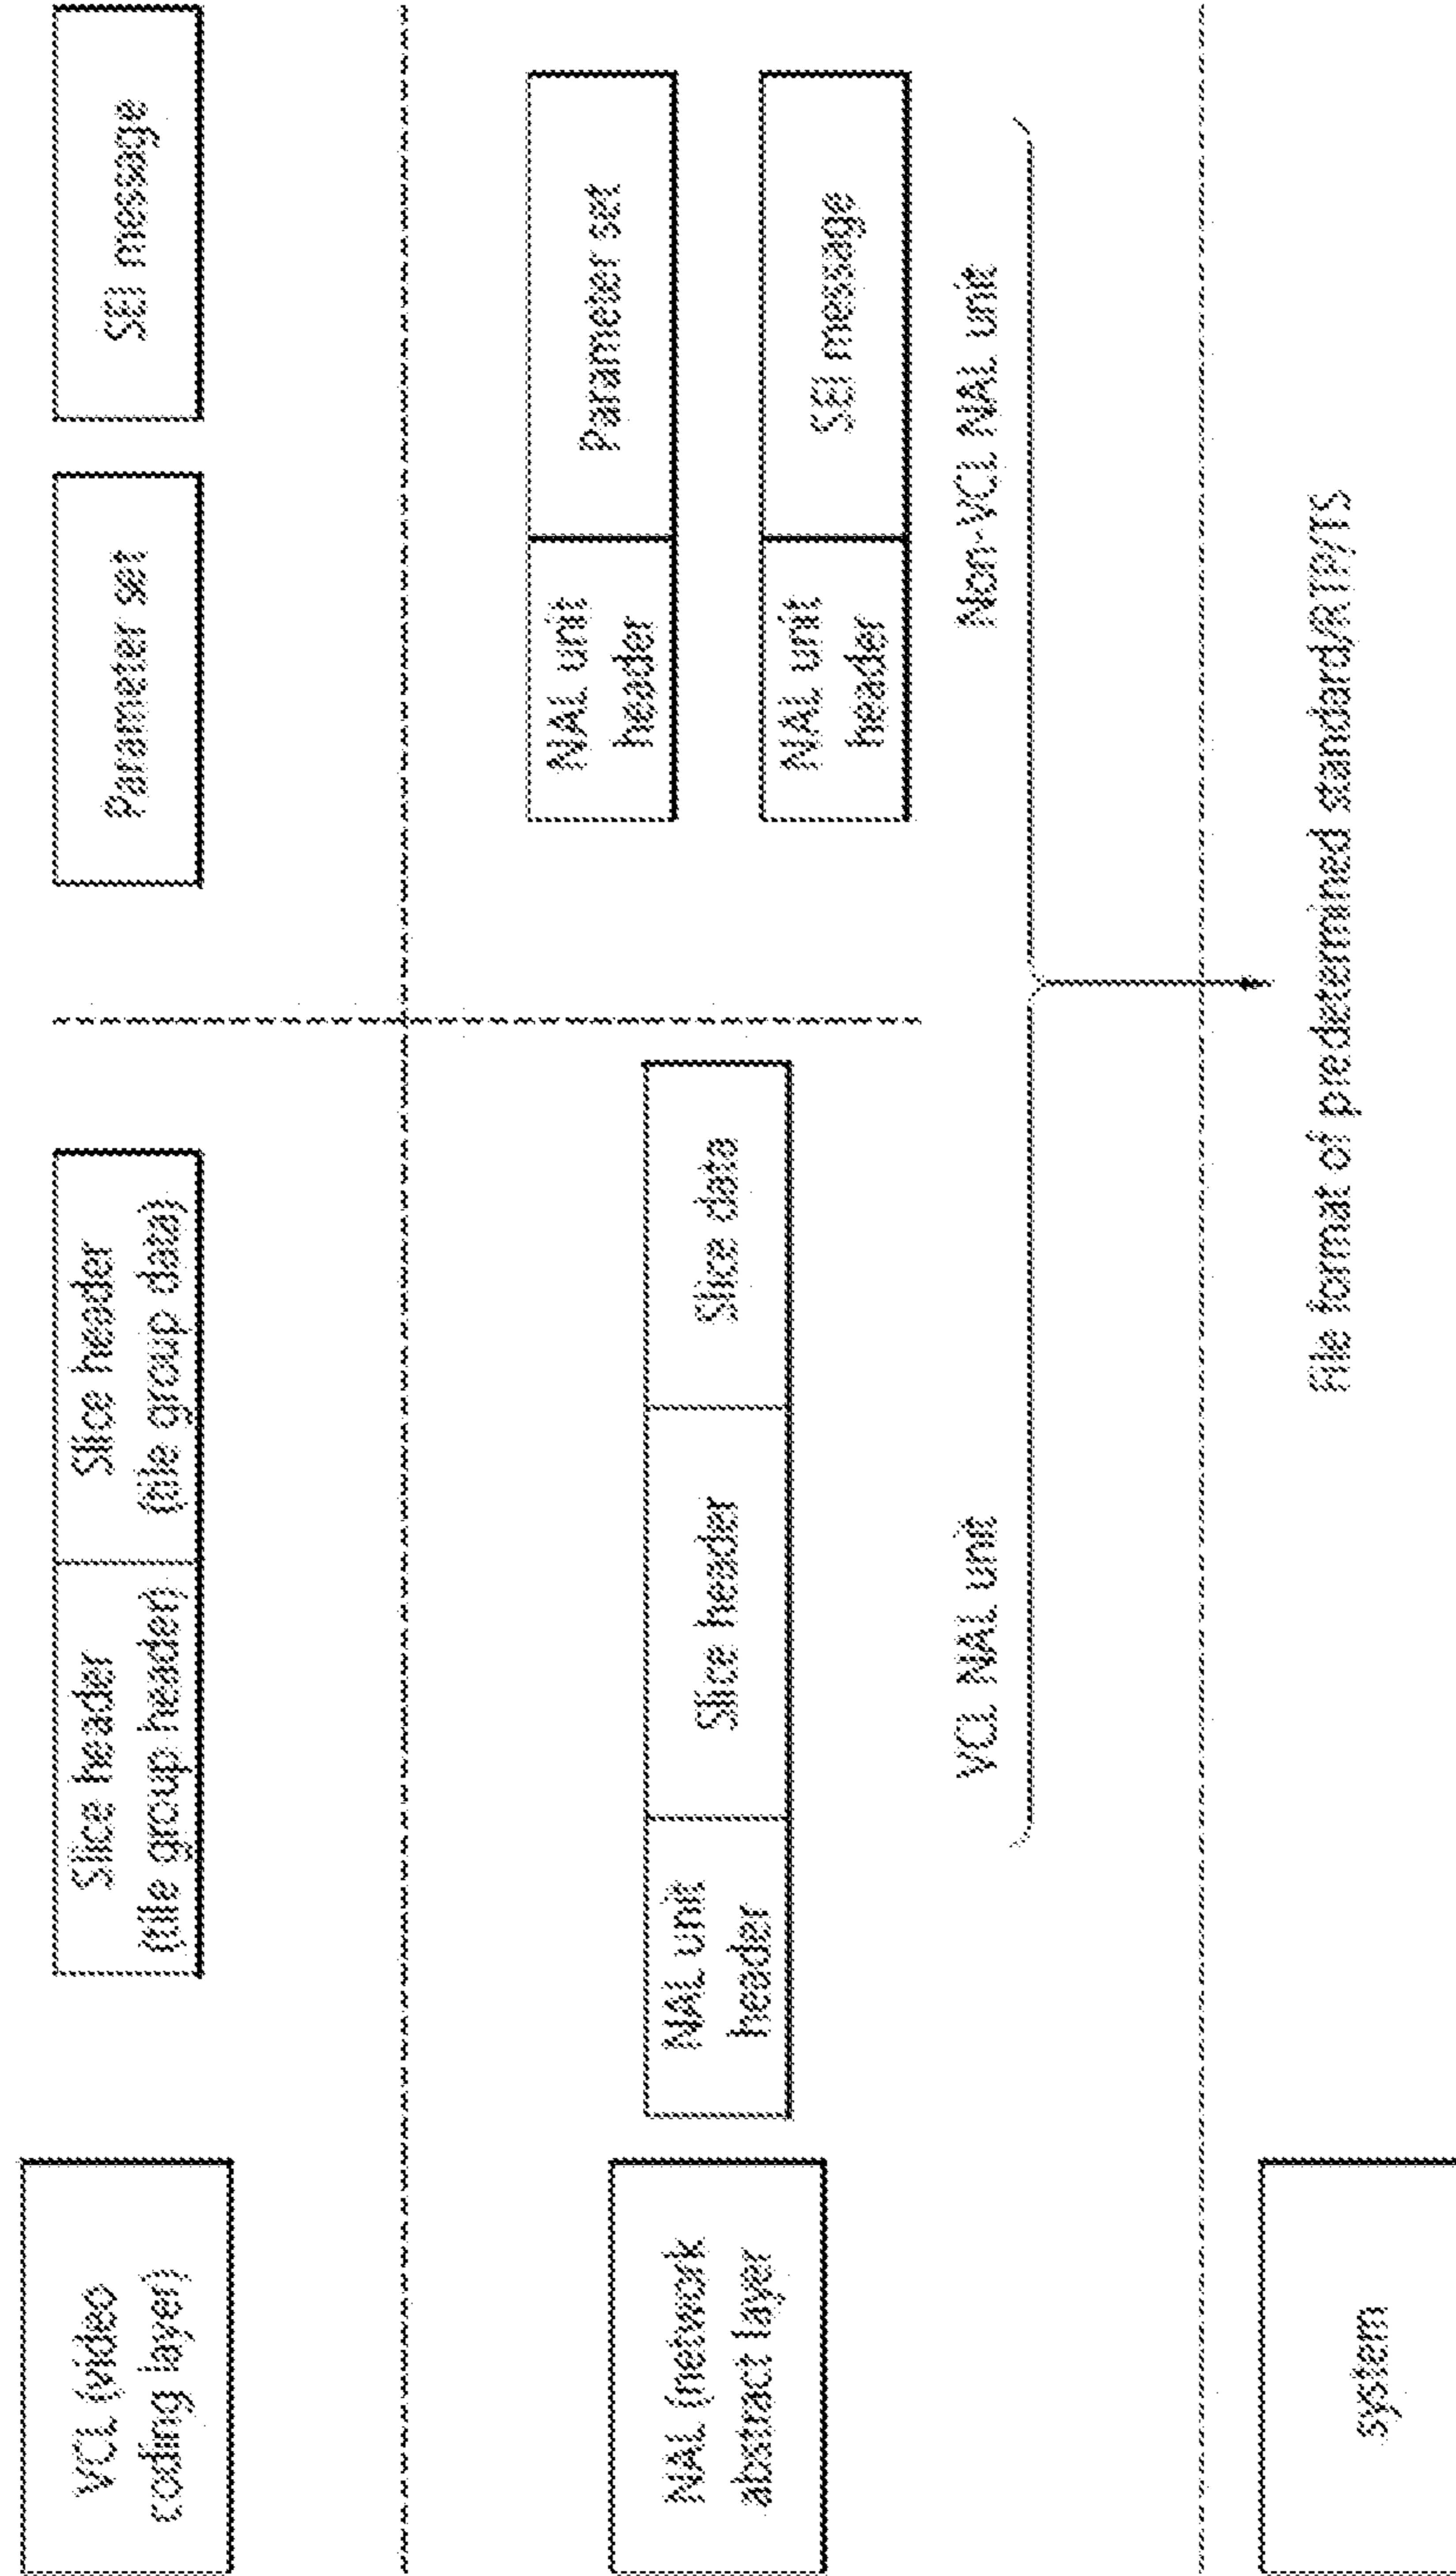 VCL (video
coding layer)
Slice header
(tile group header)
Slice header
(tile group data)
Parameter set
SEI message
NAL (network
abstract layer
NAL unit
header
Slice header
Slice data
NAL unit
header
Parameter set
NAL unit
header
SEI message
VCL NAL unit
Non-VCL NAL unit
system
File format of predetermined standard/RTP/TS